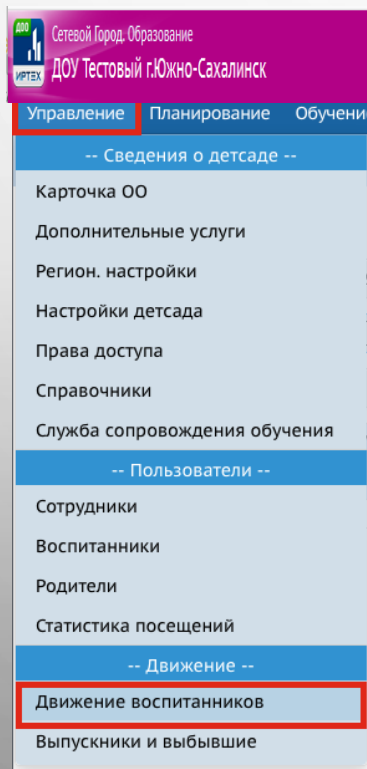 ДОО
ИРТЕХ
Сетевой Город. Образование
ДОУ Тестовый г.Южно-Сахалинск
Управление Планирование Обучени
-- Сведения о детсаде --
Карточка ОО
Дополнительные услуги
Регион. настройки
Настройки детсада
Права доступа
Справочники
Служба сопровождения обучения
-- Пользователи --
Сотрудники
Воспитанники
Родители
Статистика посещений
-- Движение --
Движение воспитанников
Выпускники и выбывшие